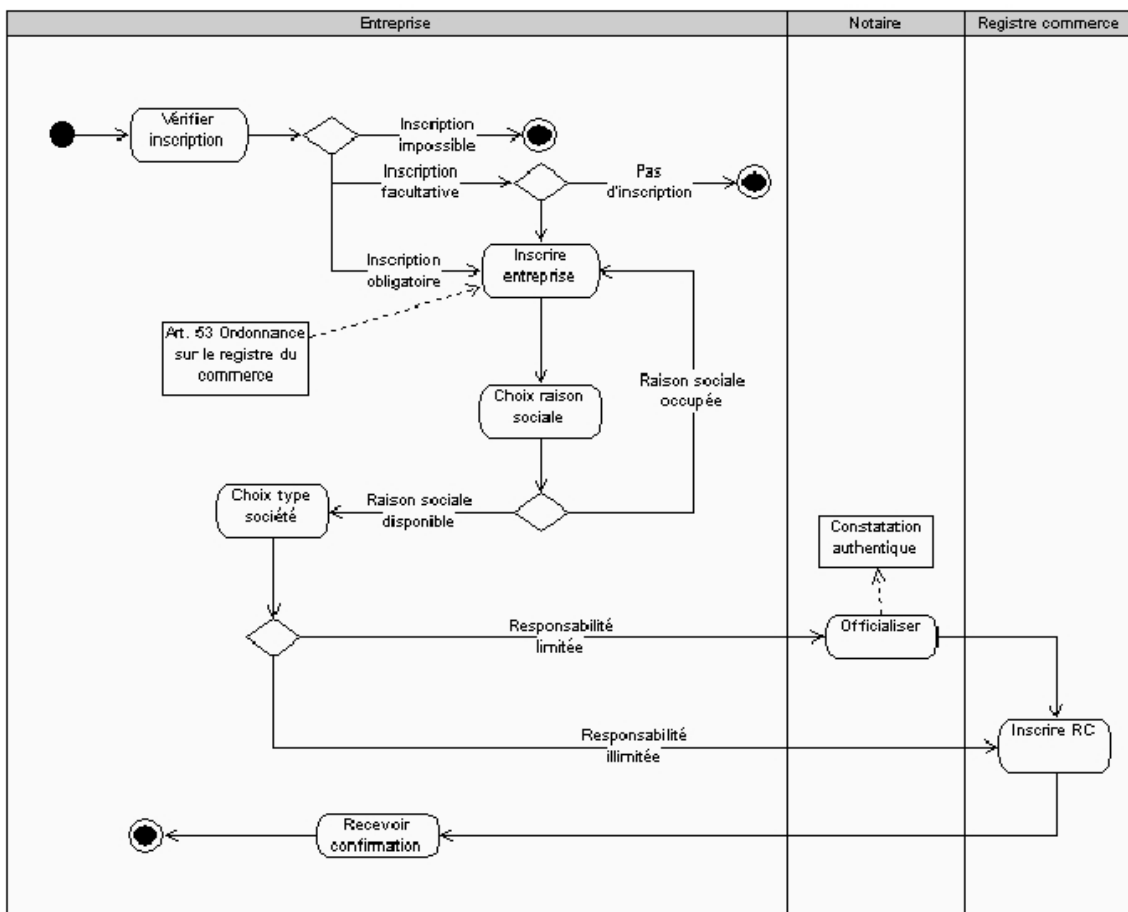 Entreprise
Notaire
Registre commerce
Vérifier
inscription
Inscription
impossible
Inscription
facultative
Pas
d'inscription
Inscription
obligatoire
Inscrire
entreprise
Art. 53 Ordonnance
sur le registre du
commerce
Raison sociale
occupée
Choix raison
sociale
Choix type
société
Raison sociale
disponible
Constatation
authentique
Responsabilité
limitée
Officialiser
Responsabilité
illimitée
Inscrire RC
Recevoir
confirmation